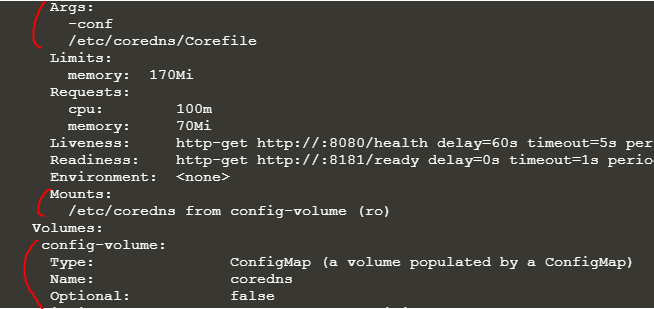 Args:
-conf
/etc/coredns/Corefile
Limits:
memory: 170Mi
Requests:
cpu: 100m
memory: 70Mi
Liveness: http-get http://:8080/health delay=60s timeout=5s per
Readiness: http-get http://:8181/ready delay=0s timeout=1s perio
Environment: <none>
Mounts:
/etc/coredns from config-volume (ro)
Volumes:
config-volume:
Type: ConfigMap (a volume populated by a ConfigMap)
Name: coredns
Optional: false